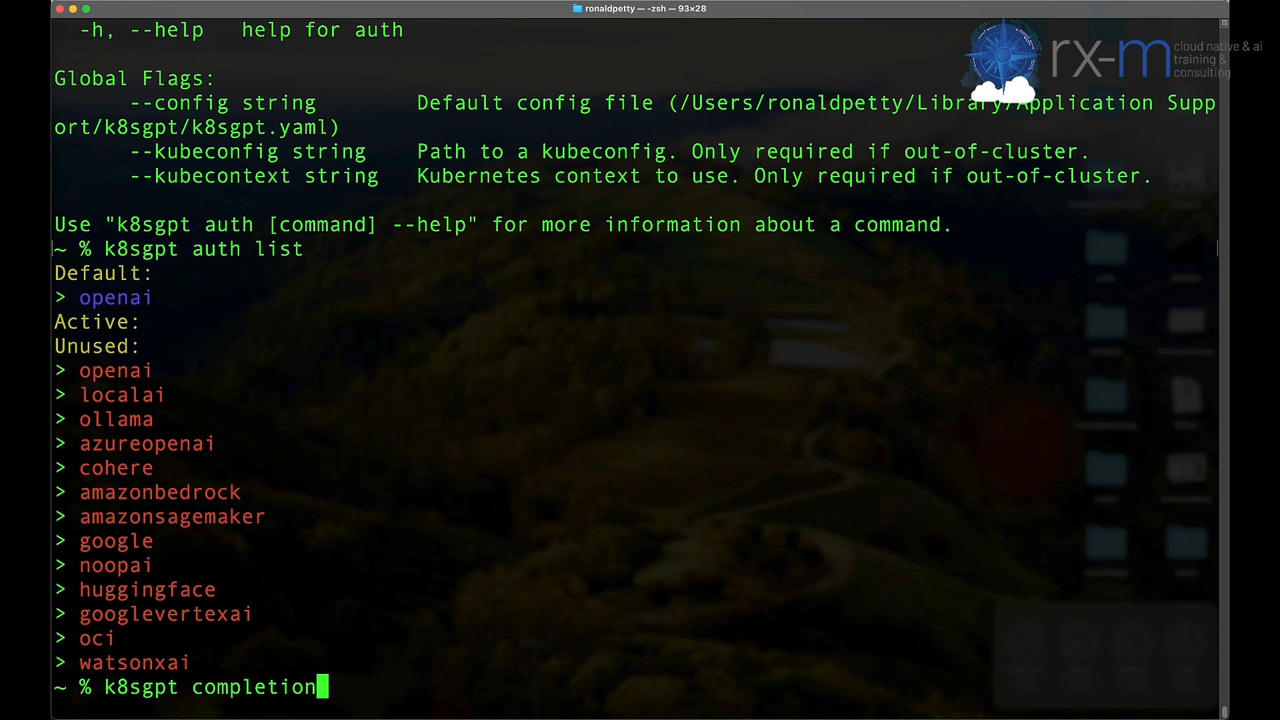 ronaldpetty — -zsh — 93×28
-h, --help   help for auth
rx-m cloud native & ai
training &
consulting
Global Flags:
--config string        Default config file (/Users/ronaldpetty/Library/Application Supp
ort/k8sgpt/k8sgpt.yaml)
--kubeconfig string    Path to a kubeconfig. Only required if out-of-cluster.
--kubecontext string   Kubernetes context to use. Only required if out-of-cluster.
Use "k8sgpt auth [command] --help" for more information about a command.
~ % k8sgpt auth list
Default:
> openai
Active:
Unused:
> openai
> localai
> ollama
> azureopenai
> cohere
> amazonbedrock
> amazonsagemaker
> google
> noopai
> huggingface
> googlevertexai
> oci
> watsonxai
~ % k8sgpt completion